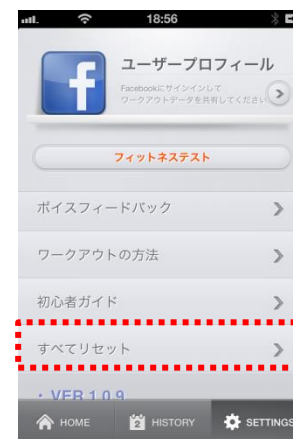 18:56
ユーザープロフィール
Facebookにサインインして
ワークアウトデータを共有してください
フィットネステスト
ボイスフィードバック
ワークアウトの方法
初心者ガイド
すべてリセット
・VER 1.0.9
HOME
2
HISTORY
SETTINGS